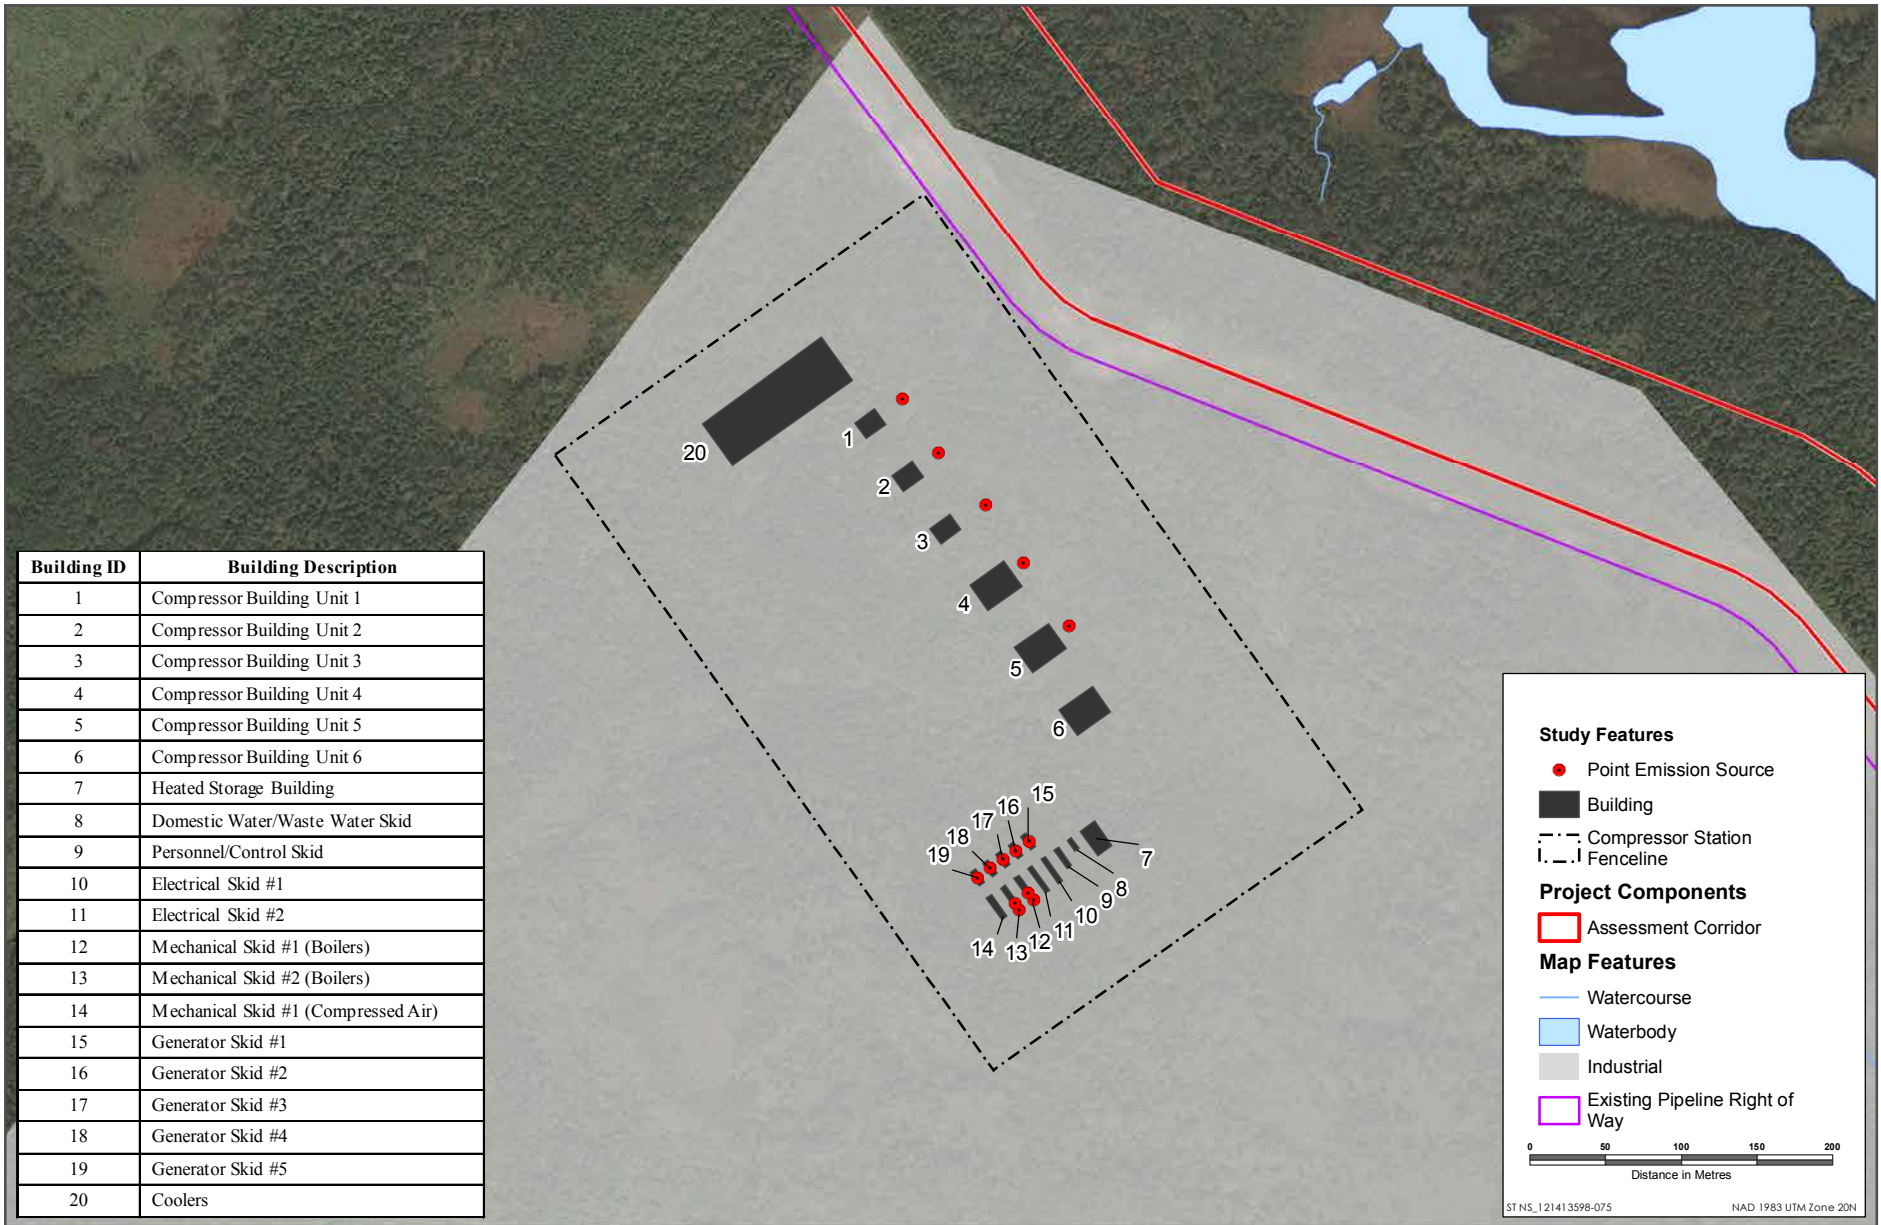 1
20
2
3
4
5
6
15
16
17
18
19
7
8
9
10
11
12
13
14
Building ID Building Description
1 Compressor Building Unit 1
2 Compressor Building Unit 2
3 Compressor Building Unit 3
4 Compressor Building Unit 4
5 Compressor Building Unit 5
6 Compressor Building Unit 6
7 Heated Storage Building
8 Domestic Water/Waste Water Skid
9 Personnel/Control Skid
10 Electrical Skid #1
11 Electrical Skid #2
12 Mechanical Skid #1 (Boilers)
13 Mechanical Skid #2 (Boilers)
14 Mechanical Skid #1 (Compressed Air)
15 Generator Skid #1
16 Generator Skid #2
17 Generator Skid #3
18 Generator Skid #4
19 Generator Skid #5
20 Coolers
Study Features
Point Emission Source
Building
Compressor Station
Fenceline
Project Components
Assessment Corridor
Map Features
Watercourse
Waterbody
Industrial
Existing Pipeline Right of
Way
0 50 100 150 200
Distance in Metres
ST NS_121413598-075 NAD 1983 UTM Zone 20N